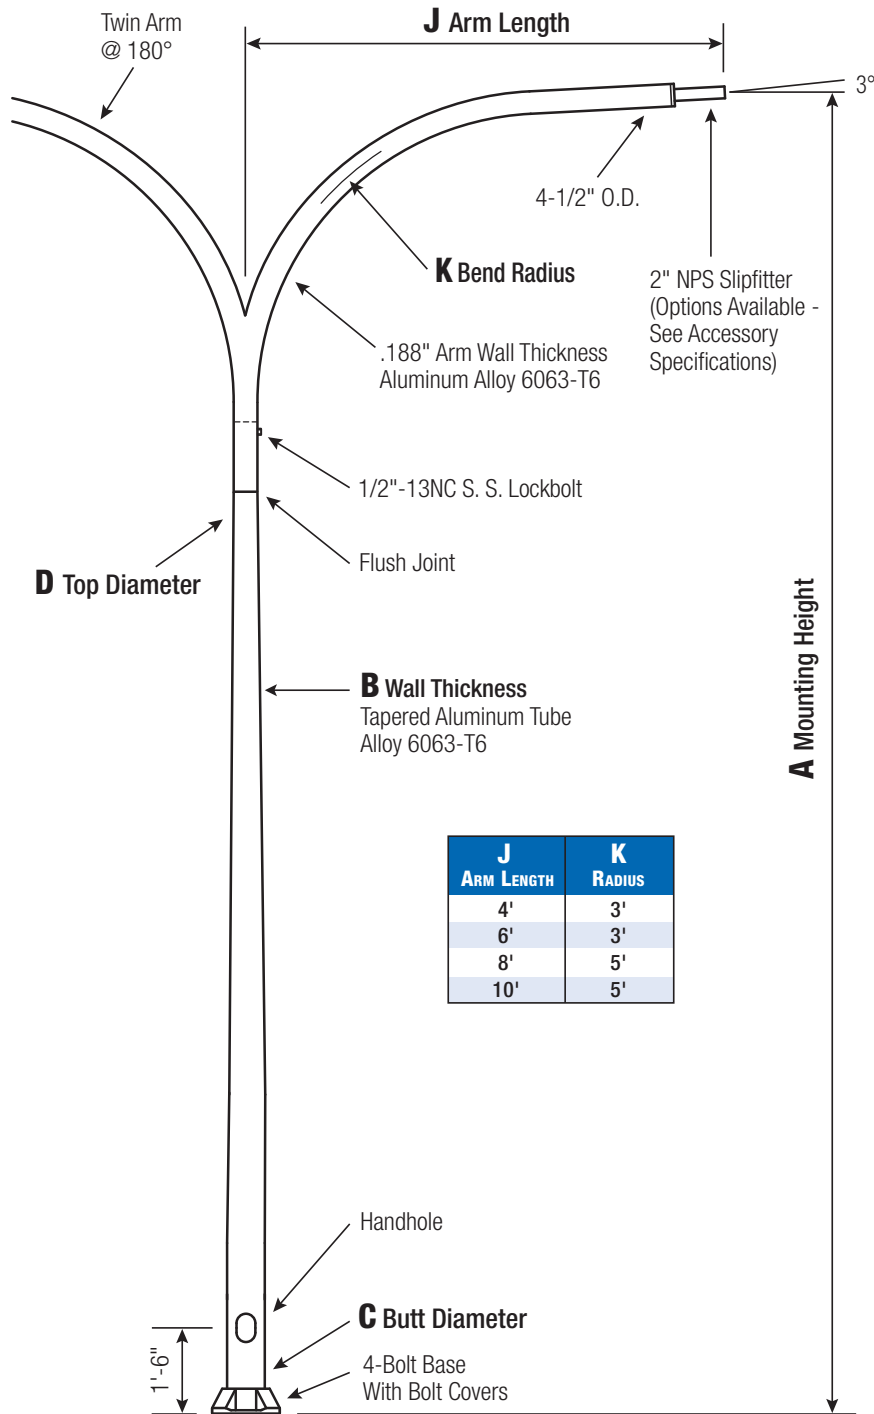 Twin Arm
@ 180°
J Arm Length
3°
4-1/2" O.D.
K Bend Radius
2" NPS Slipfitter
(Options Available -
See Accessory
Specifications)
.188" Arm Wall Thickness
Aluminum Alloy 6063-T6
1/2"-13NC S. S. Lockbolt
Flush Joint
D Top Diameter
A Mounting Height
B Wall Thickness
Tapered Aluminum Tube
Alloy 6063-T6
J K
Arm Length Radius
4' 3'
6' 3'
8' 5'
10' 5'
Handhole
C Butt Diameter
1'-6"
4-Bolt Base
With Bolt Covers